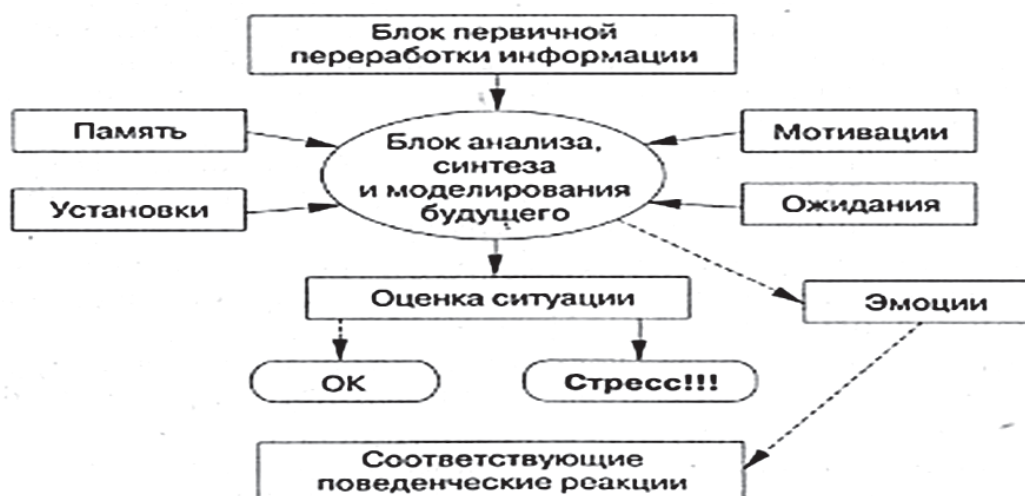 Блок первичной
переработки информации
Память
Мотивации
Блок анализа,
синтеза
и моделирования
будущего
Установки
Ожидания
Оценка ситуации
Эмоции
ОК
Стресс!!!
Соответствующие
поведенческие реакции